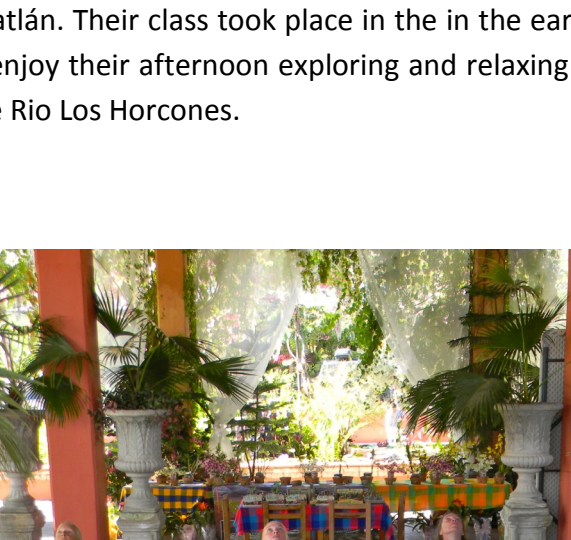 atlán. Their class took place in the in the ear
enjoy their afternoon exploring and relaxing
Rio Los Horcones.